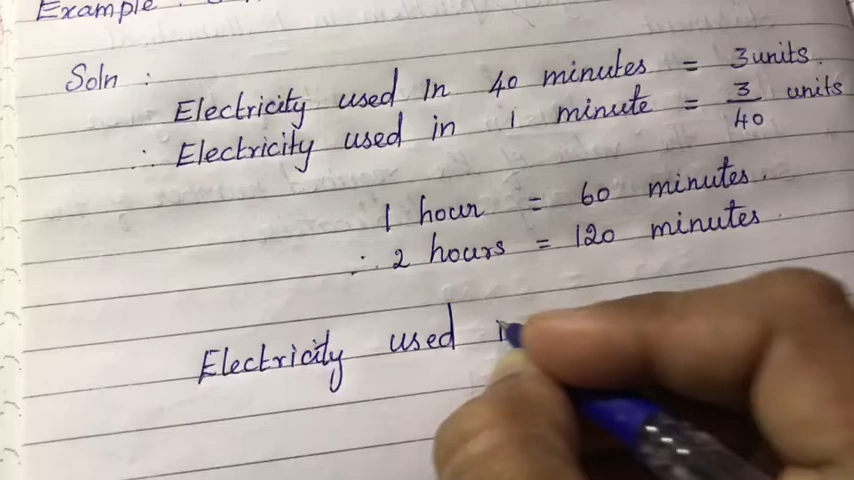 Example
Soln :
Electricity used in 40 minutes = 3 units.
∴ Electricity used in 1 minute = 3/40 units
1 hour = 60 minutes.
∴ 2 hours = 120 minutes.
Electricity used